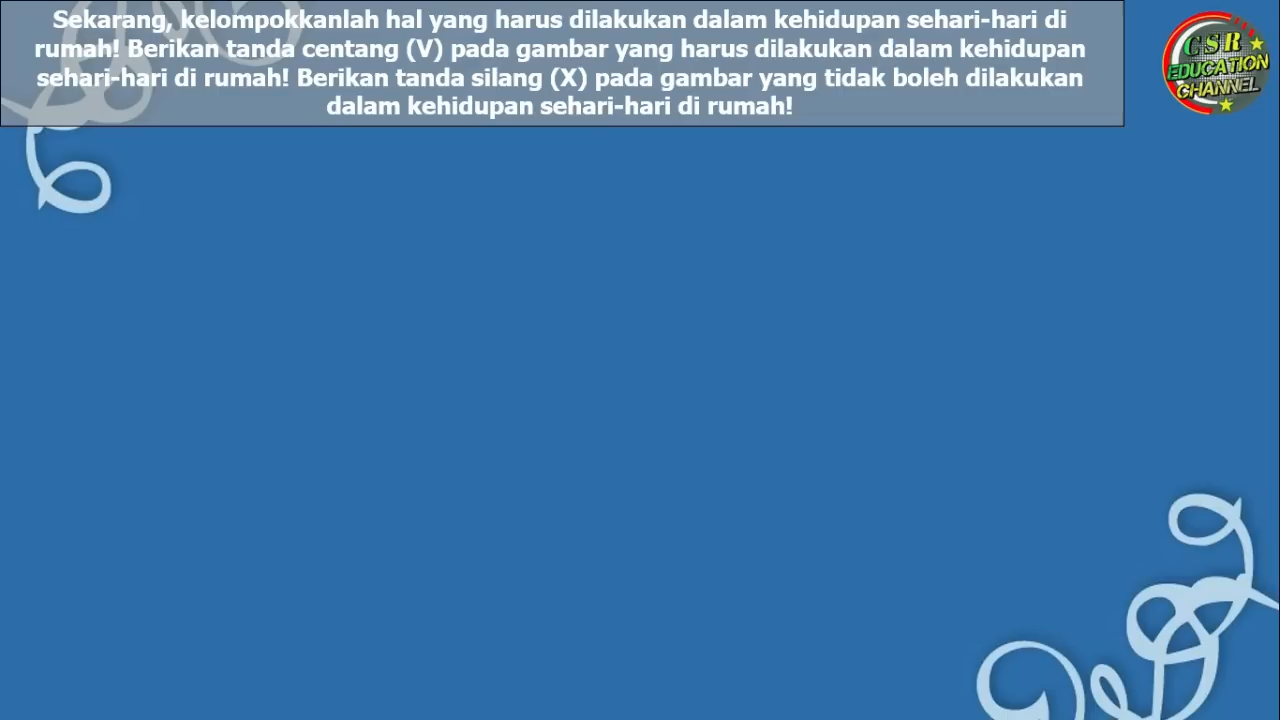 Sekarang, kelompokkanlah hal yang harus dilakukan dalam kehidupan sehari-hari di
rumah! Berikan tanda centang (V) pada gambar yang harus dilakukan dalam kehidupan
sehari-hari di rumah! Berikan tanda silang (X) pada gambar yang tidak boleh dilakukan
dalam kehidupan sehari-hari di rumah!
CSR
EDUCATION
CHANNEL